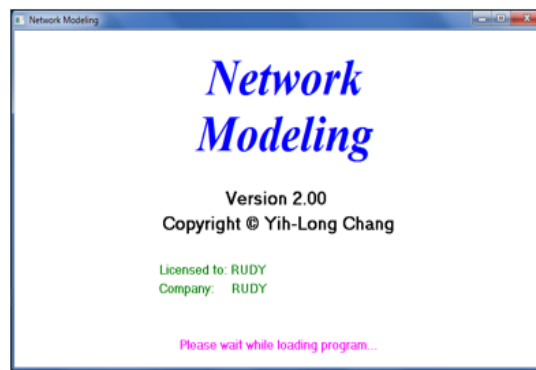 Network Modeling
Network
Modeling
Version 2.00
Copyright © Yih-Long Chang
Licensed to: RUDY
Company: RUDY
Please wait while loading program...